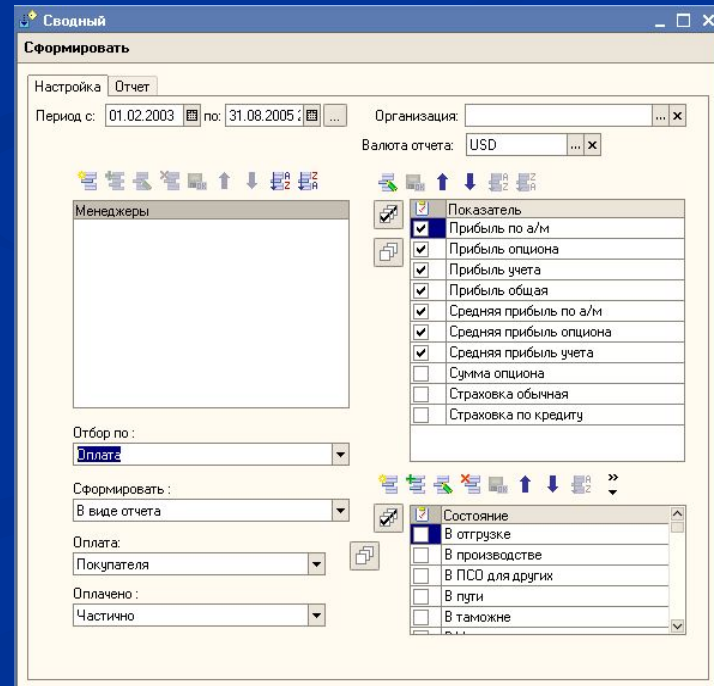 Сводный
Сформировать
Настройка Отчет
Период с: 01.02.2003 по: 31.08.2005 ... Организация: ... x
Валюта отчета: USD ... x
Менеджеры
Показатель
Прибыль по а/м
Прибыль опциона
Прибыль учета
Прибыль общая
Средняя прибыль по а/м
Средняя прибыль опциона
Средняя прибыль учета
Сумма опциона
Страховка обычная
Страховка по кредиту
Отбор по :
Оплата
Сформировать :
В виде отчета
Оплата:
Покупателя
Оплачено :
Частично
Состояние
В отгрузке
В производстве
В ПСО для других
В пути
В таможне